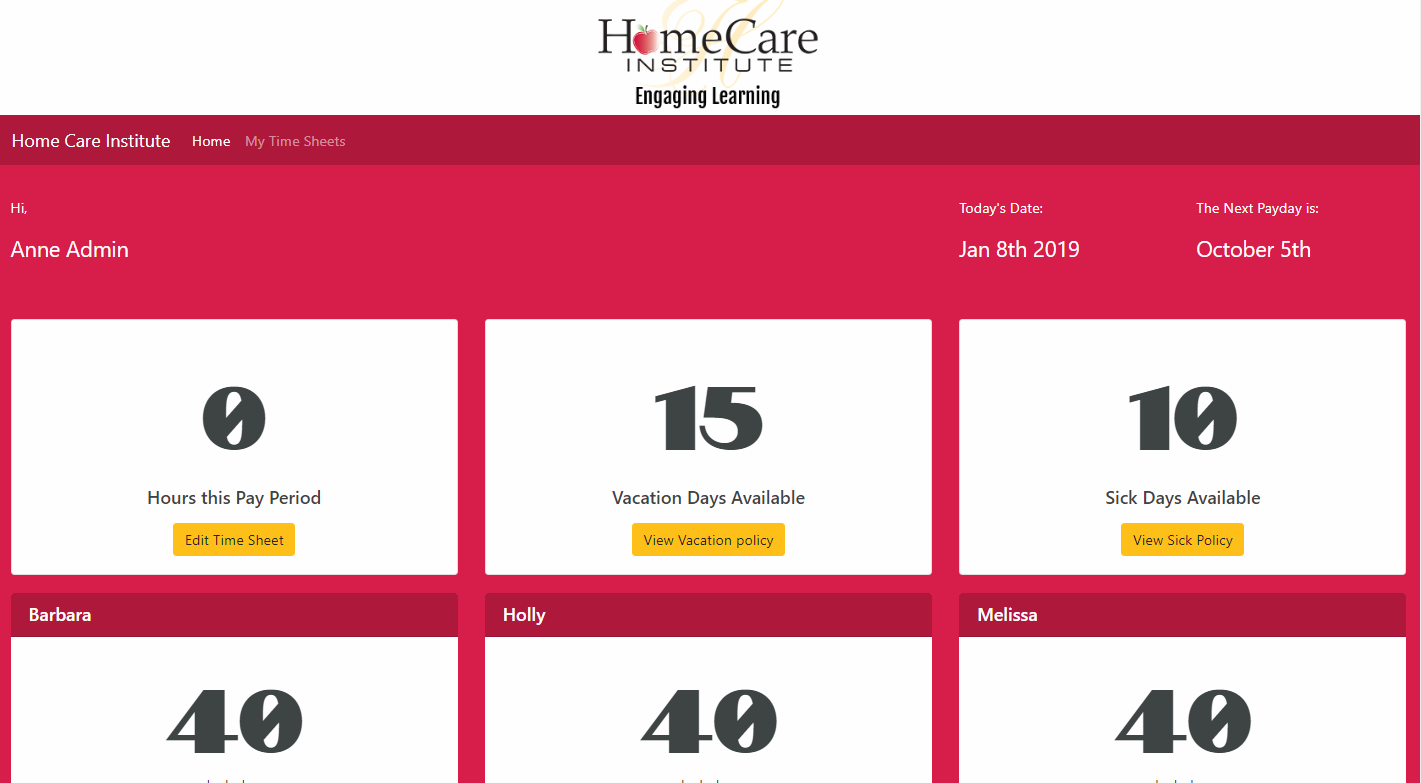 HomeCare
INSTITUTE
Engaging Learning
Home Care Institute Home My Time Sheets
Hi,
Anne Admin
Today's Date:
Jan 8th 2019
The Next Payday is:
October 5th
0
Hours this Pay Period
Edit Time Sheet
15
Vacation Days Available
View Vacation policy
10
Sick Days Available
View Sick Policy
Barbara
40
Holly
40
Melissa
40